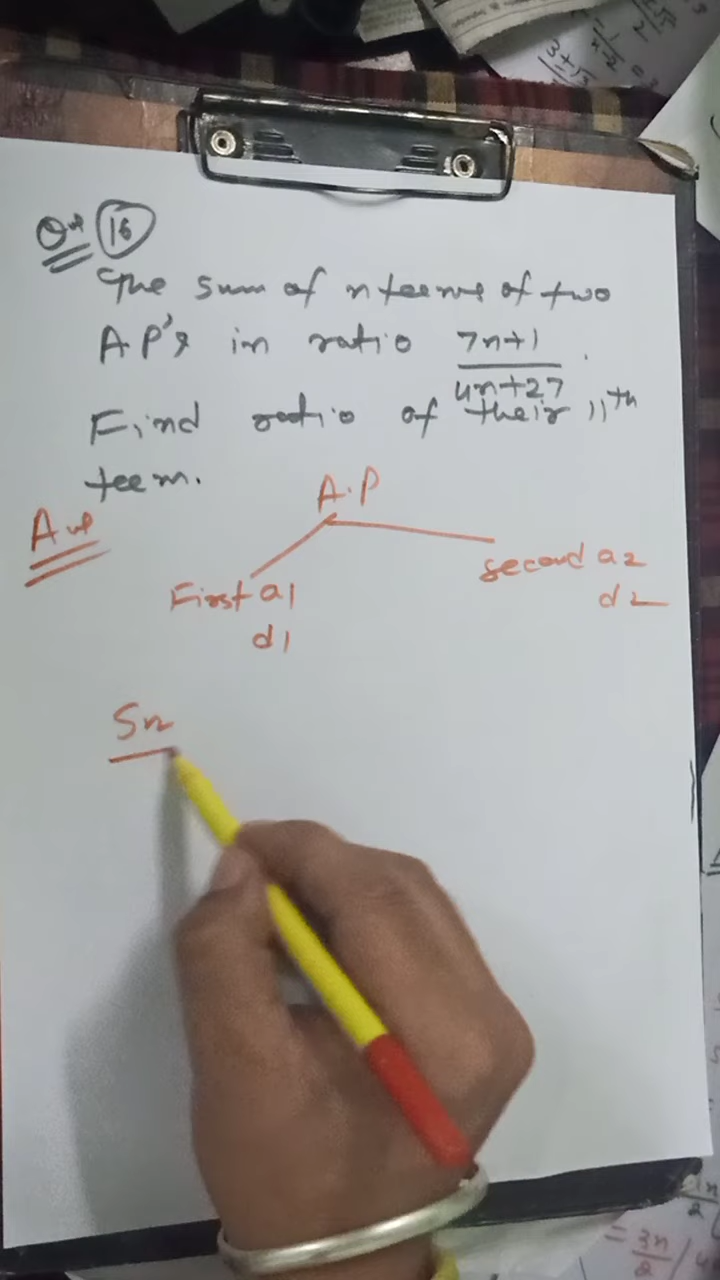 Que 16
The sum of n terms of two
AP's in ratio 7n+1
4n+27 .
Find ratio of their 11th
term.
Ans
A.P
First a1
d1
second a2
d2
Sn